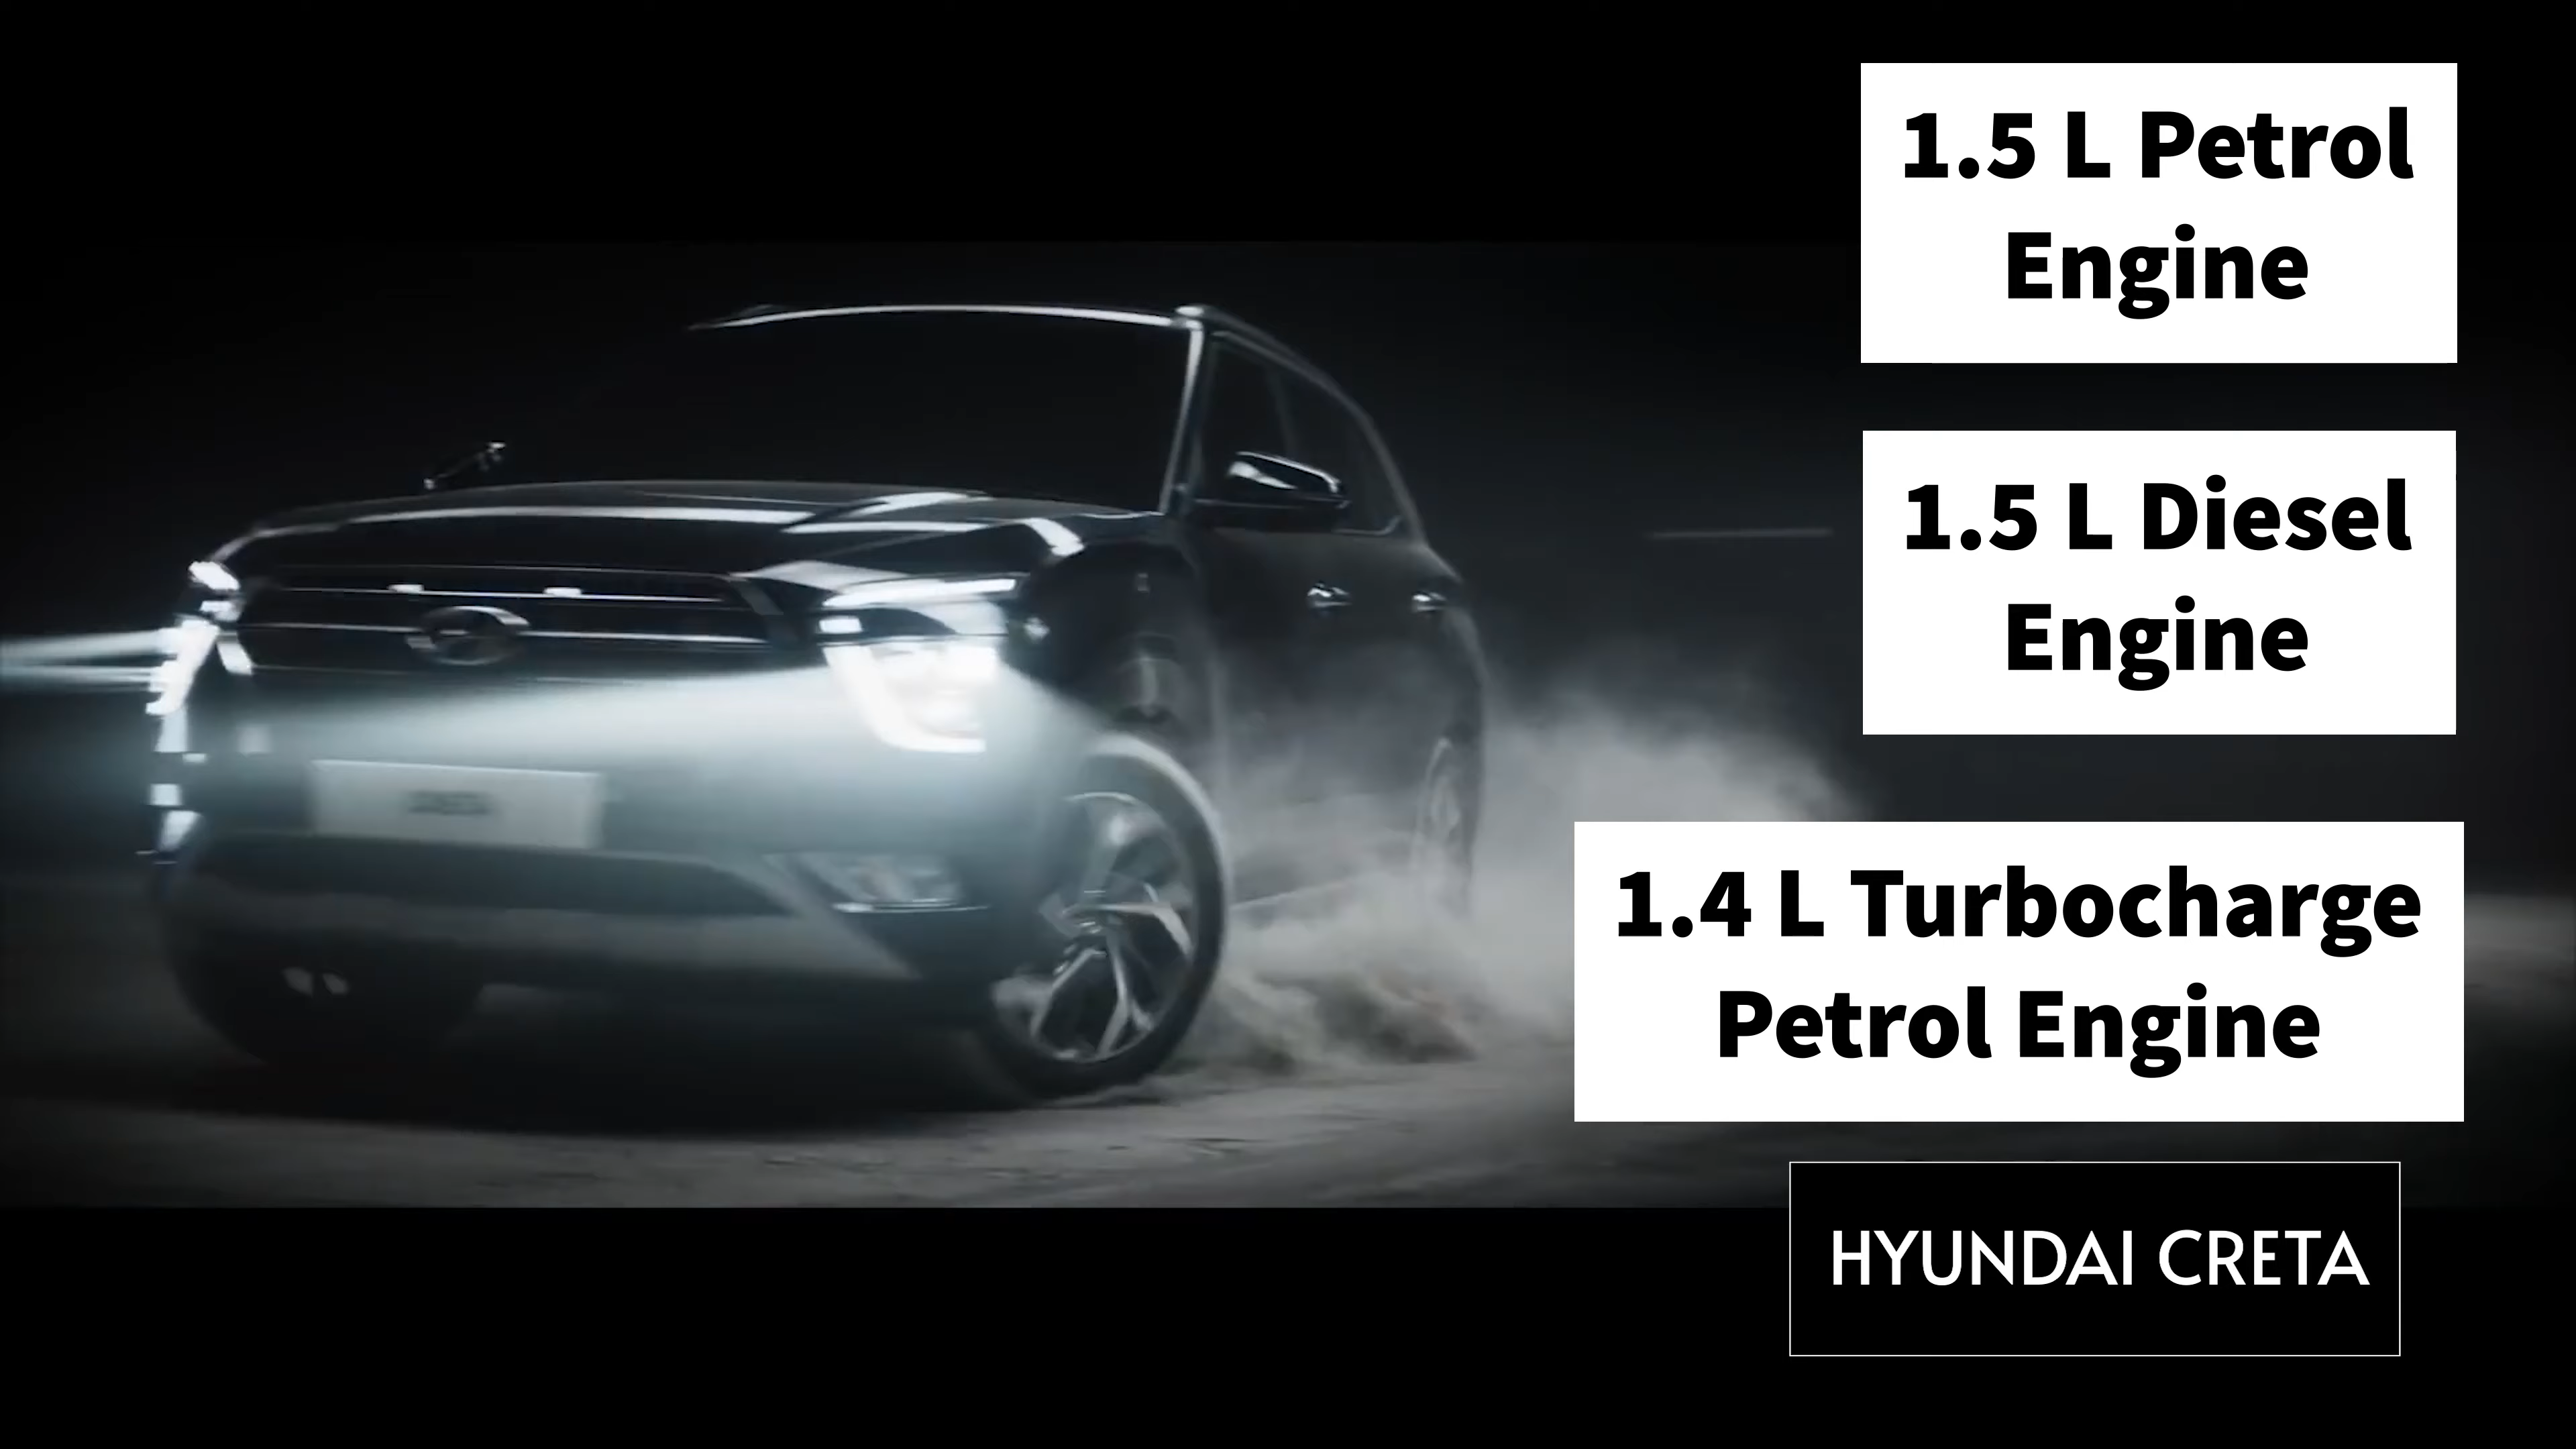 1.5 L Petrol
Engine
1.5 L Diesel
Engine
1.4 L Turbocharge
Petrol Engine
HYUNDAI CRETA